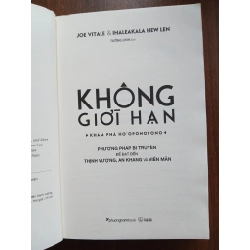 JOE VITALE & IHALEAKALA HEW LEN
KHÔNG
GIỚI HẠN
KHÁM PHÁ HO'OPONOPONO
PHƯƠNG PHÁP BÍ TRUYỀN
ĐỂ ĐẠT ĐẾN
THỊNH VƯỢNG, AN KHANG VÀ VIÊN MÃN